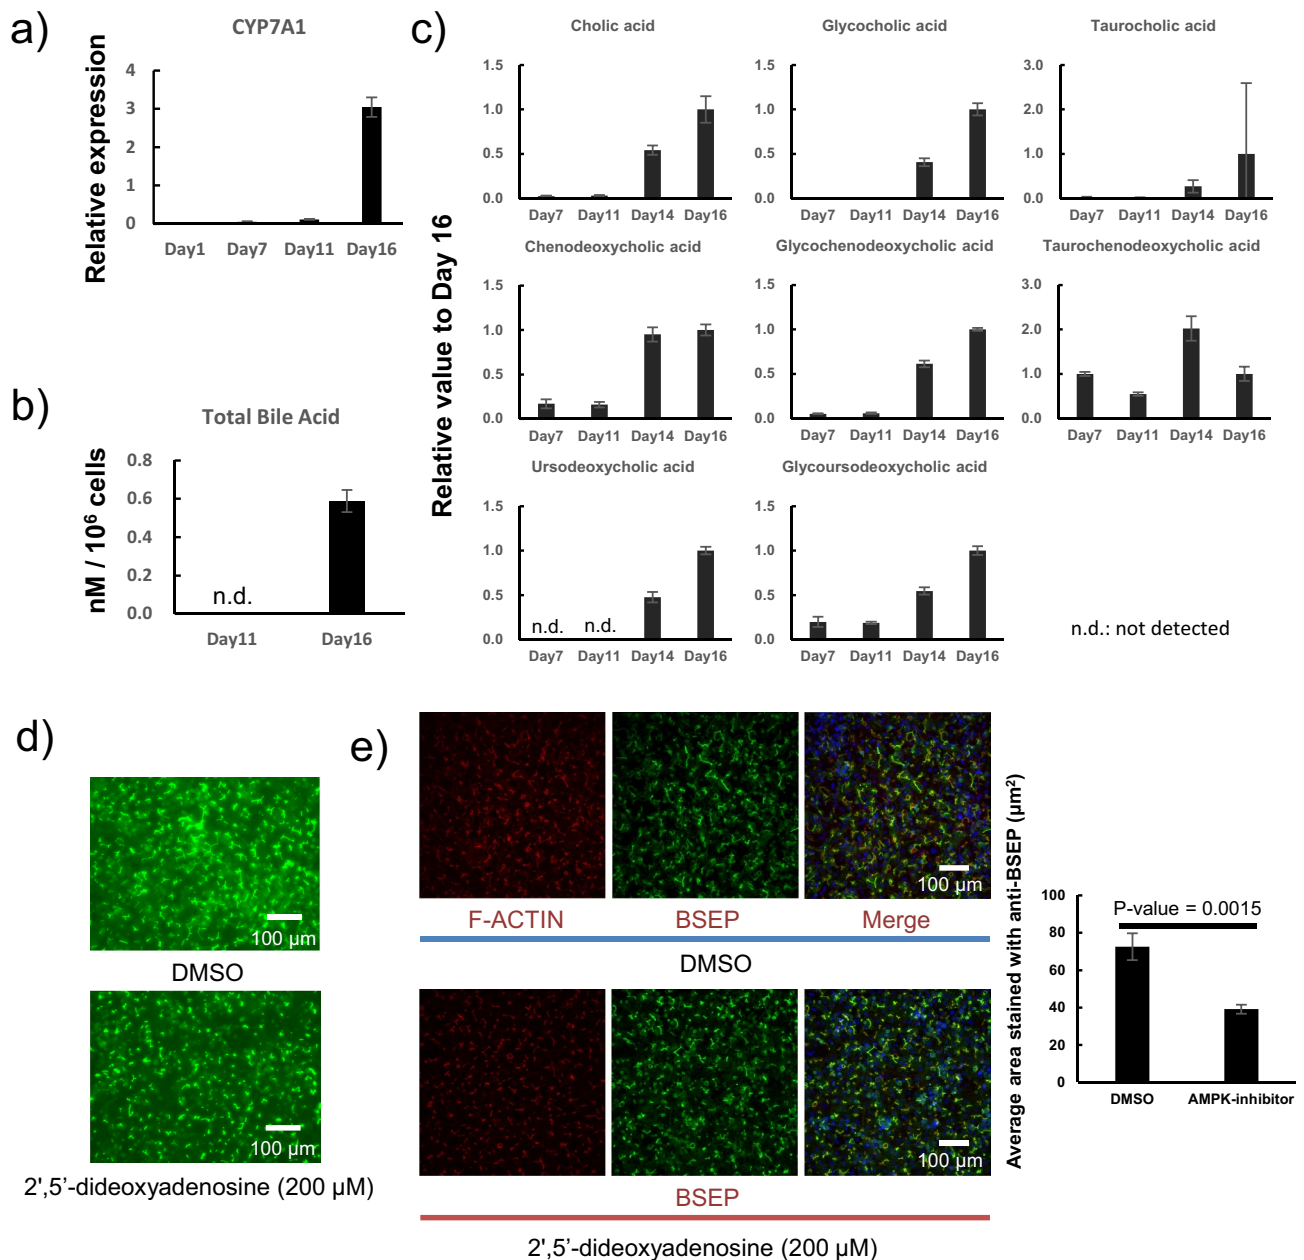 a)
CYP7A1
Relative expression
4
3
2
1
0
Day1 Day7 Day11 Day16
b)
Total Bile Acid
nM / 10⁶ cells
0.8
0.6
0.4
0.2
0.0
n.d.
Day11 Day16
c)
Relative value to Day 16
Cholic acid
1.5
1.0
0.5
0.0
Day7 Day11 Day14 Day16
Glycocholic acid
1.5
1.0
0.5
0.0
Day7 Day11 Day14 Day16
Taurocholic acid
3.0
2.0
1.0
0.0
Day7 Day11 Day14 Day16
Chenodeoxycholic acid
1.5
1.0
0.5
0.0
Day7 Day11 Day14 Day16
Glycochenodeoxycholic acid
1.5
1.0
0.5
0.0
Day7 Day11 Day14 Day16
Taurochenodeoxycholic acid
3.0
2.0
1.0
0.0
Day7 Day11 Day14 Day16
Ursodeoxycholic acid
1.5
1.0
0.5
0.0
n.d. n.d.
Day7 Day11 Day14 Day16
Glycoursodeoxycholic acid
1.5
1.0
0.5
0.0
Day7 Day11 Day14 Day16
n.d.: not detected
d)
100 µm
DMSO
100 µm
2',5’-dideoxyadenosine (200 µM)
e)
100 µm
F-ACTIN BSEP Merge
DMSO
100 µm
BSEP
2',5’-dideoxyadenosine (200 µM)
Average area stained with anti-BSEP (µm²)
100
80
60
40
20
0
P-value = 0.0015
DMSO AMPK-inhibitor